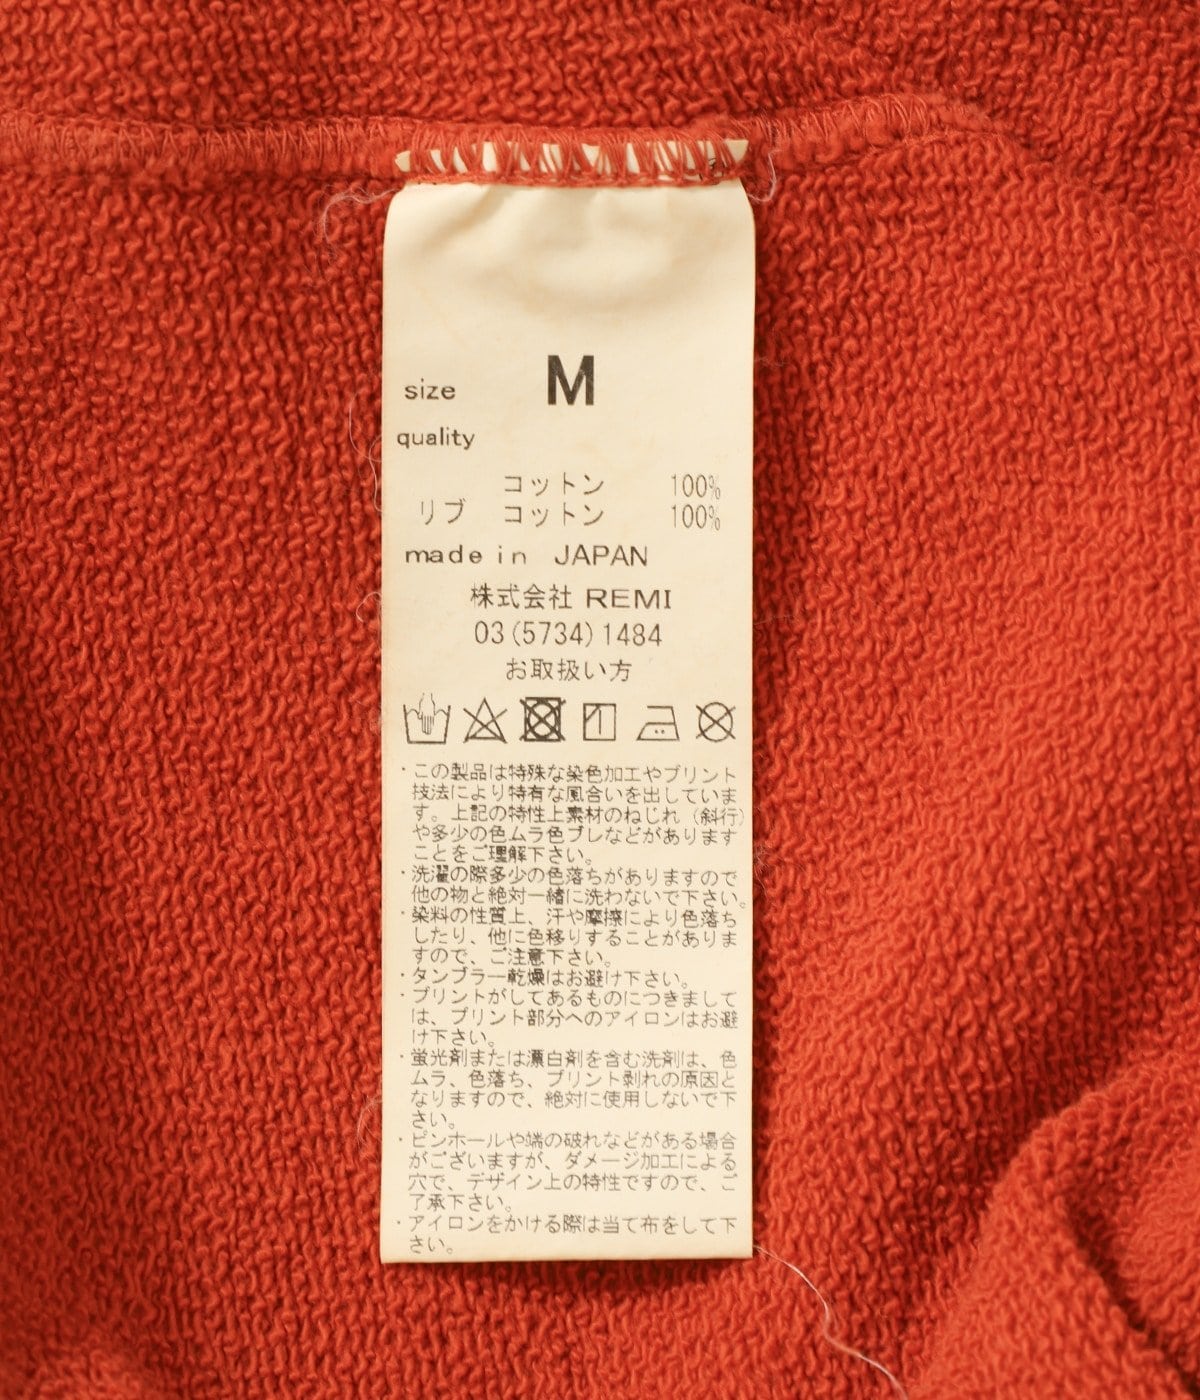 size M
quality
コットン 100%
リブ コットン 100%
made in JAPAN
株式会社 REMI
03(5734)1484
お取扱い方
・この製品は特殊な染色加工やプリント
技法により特有な風合いを出していま
す。上記の特性上素材のねじれ（斜行）
や多少の色ムラ色ブレなどがあります
ことをご理解下さい。
・洗濯の際多少の色落ちがありますので
他の物と絶対一緒に洗わないで下さい。
・染料の性質上、汗や摩擦により色落ち
したり、他に色移りすることがありま
すので、ご注意下さい。
・タンブラー乾燥はお避け下さい。
・プリントがしてあるものにつきまして
は、プリント部分へのアイロンはお避
け下さい。
・蛍光剤または漂白剤を含む洗剤は、色
ムラ、色落ち、プリント剥れの原因と
なりますので、絶対に使用しないで下
さい。
・ピンホールや端の破れなどがある場合
がございますが、ダメージ加工による
穴で、デザイン上の特性ですので、ご
了承下さい。
・アイロンをかける際は当て布をして下
さい。